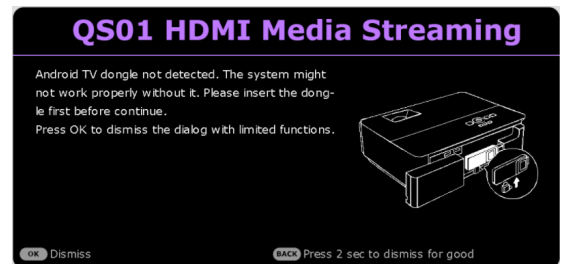 QS01 HDMI Media Streaming
Android TV dongle not detected. The system might
not work properly without it. Please insert the dong-
le first before continue.
Press OK to dismiss the dialog with limited functions.
OK Dismiss
BACK Press 2 sec to dismiss for good